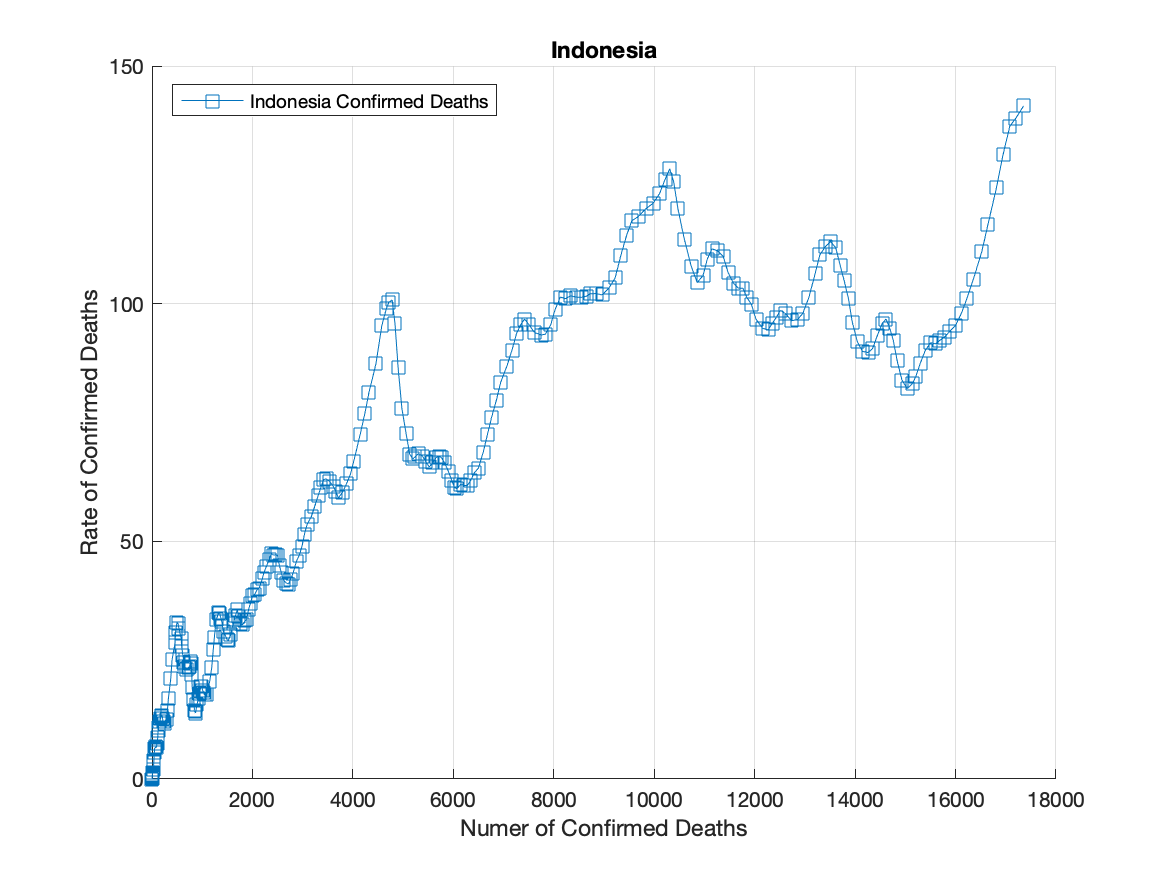 Indonesia
150
Indonesia Confirmed Deaths
100
Rate of Confirmed Deaths
50
0
0 2000 4000 6000 8000 10000 12000 14000 16000 18000
Numer of Confirmed Deaths